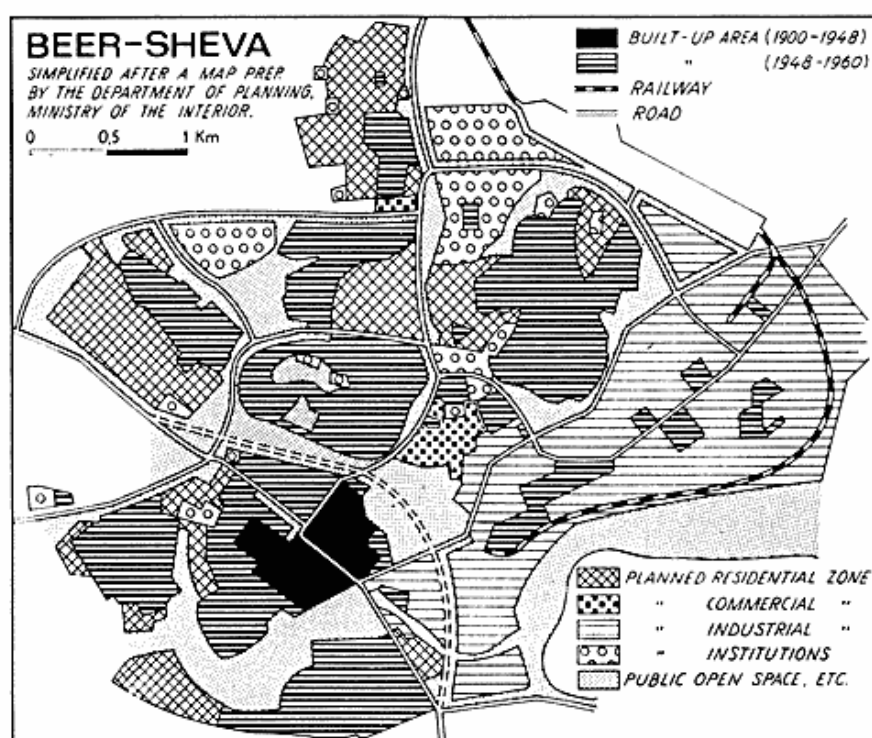 BEER-SHEVA
SIMPLIFIED AFTER A MAP PREP.
BY THE DEPARTMENT OF PLANNING,
MINISTRY OF THE INTERIOR.
0 0,5 1 Km
BUILT-UP AREA (1900-1948)
" (1948-1960)
RAILWAY
ROAD
PLANNED RESIDENTIAL ZONE
" COMMERCIAL "
" INDUSTRIAL "
" INSTITUTIONS
PUBLIC OPEN SPACE, ETC.